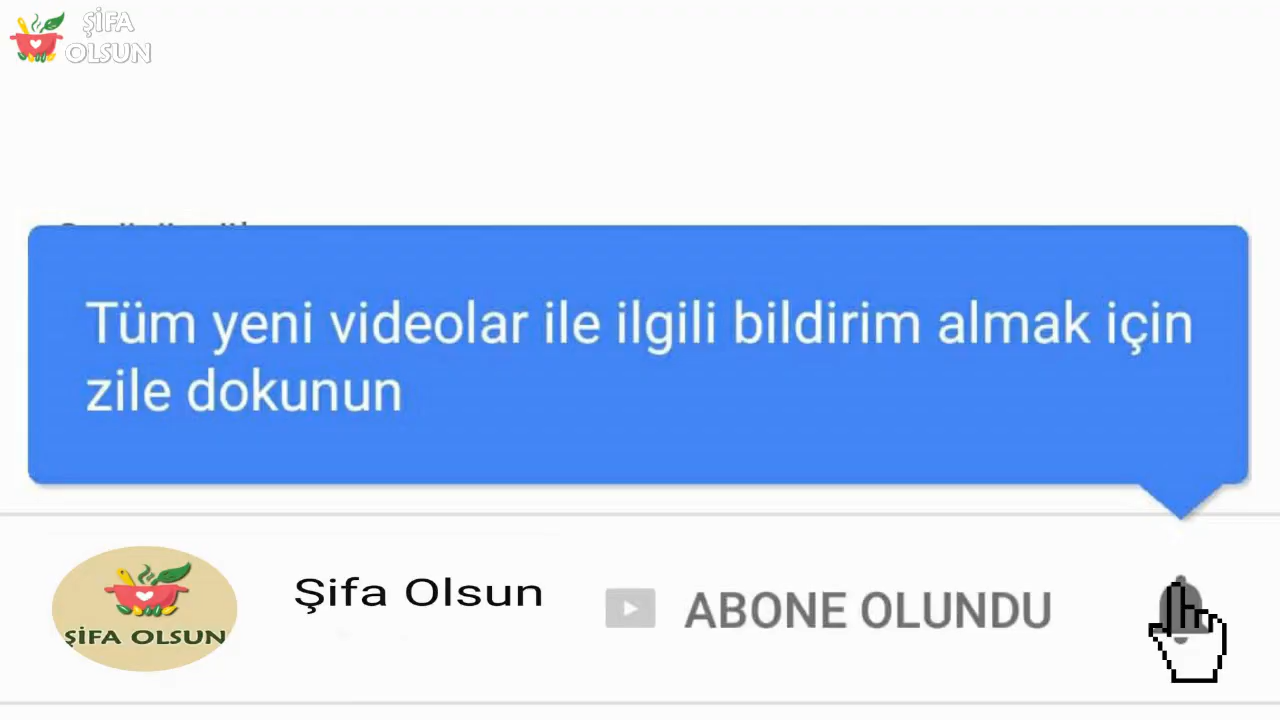 ŞİFA
OLSUN
Tüm yeni videolar ile ilgili bildirim almak için
zile dokunun
Şifa Olsun
ABONE OLUNDU
ŞİFA OLSUN